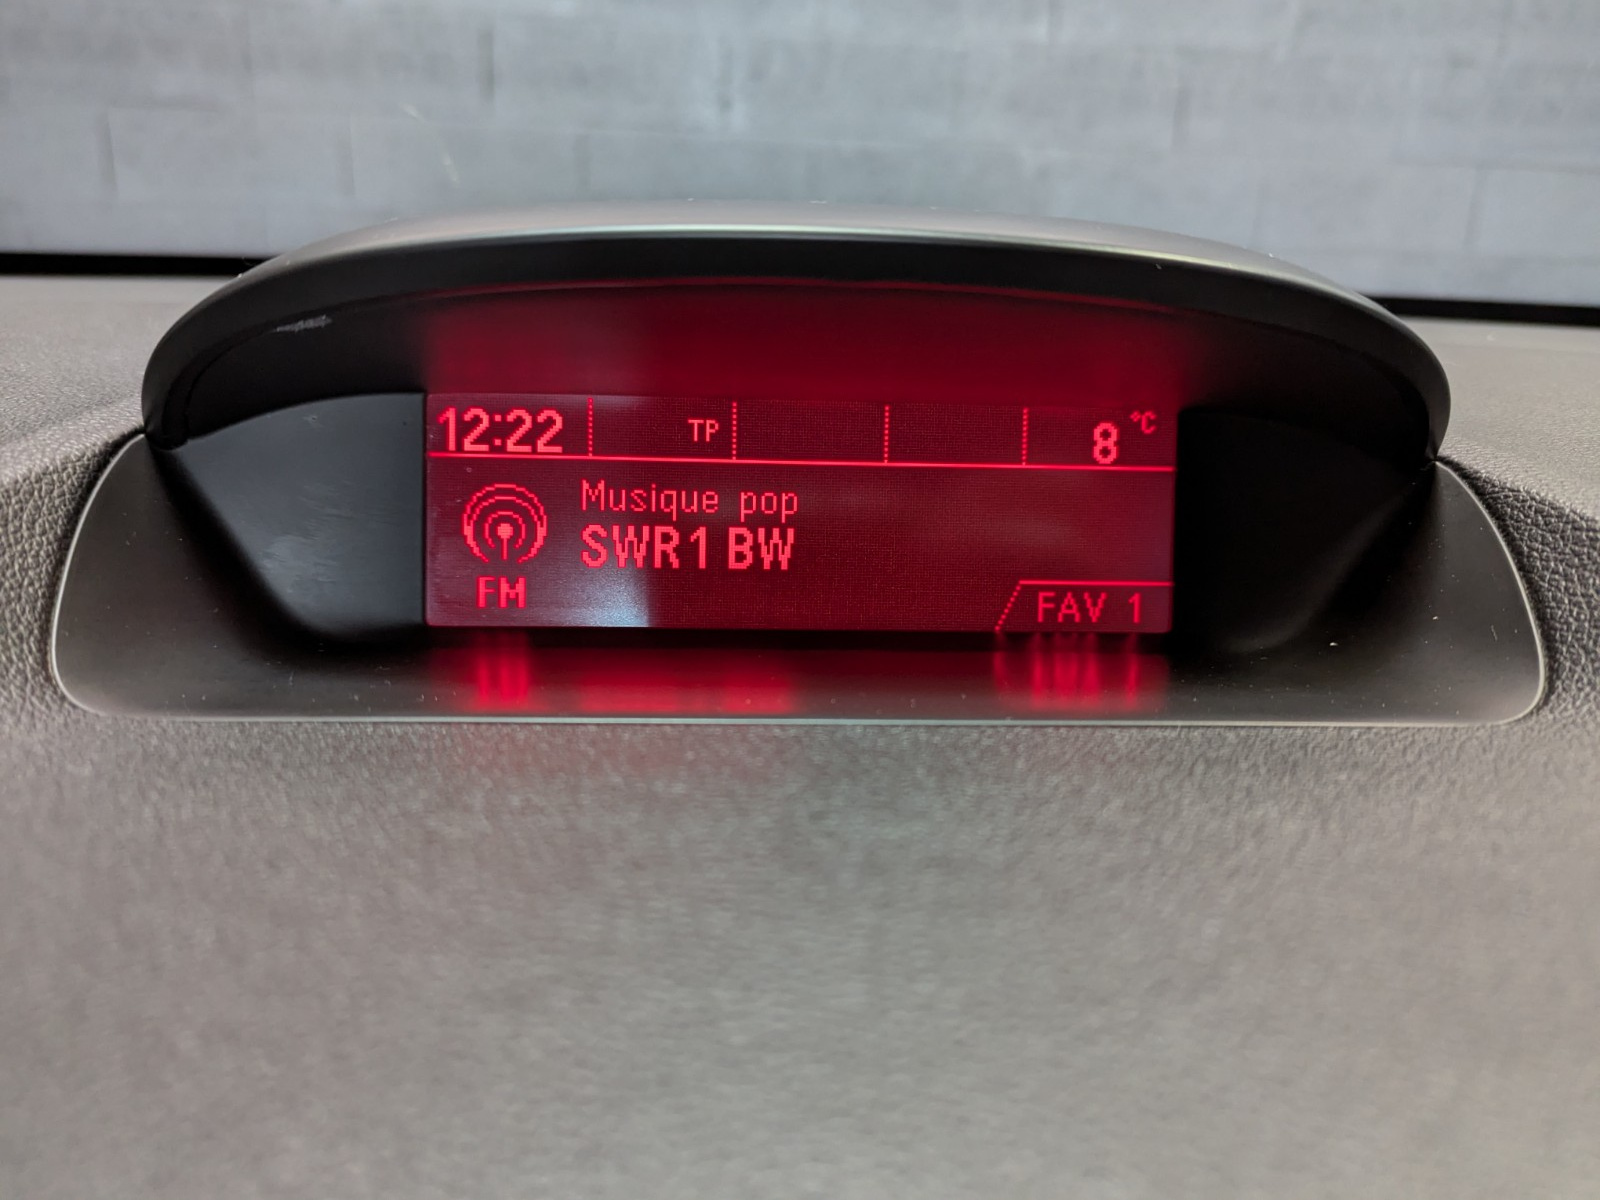 12:22 TP 8 °C
Musique pop
SWR1 BW
FM
FAV 1